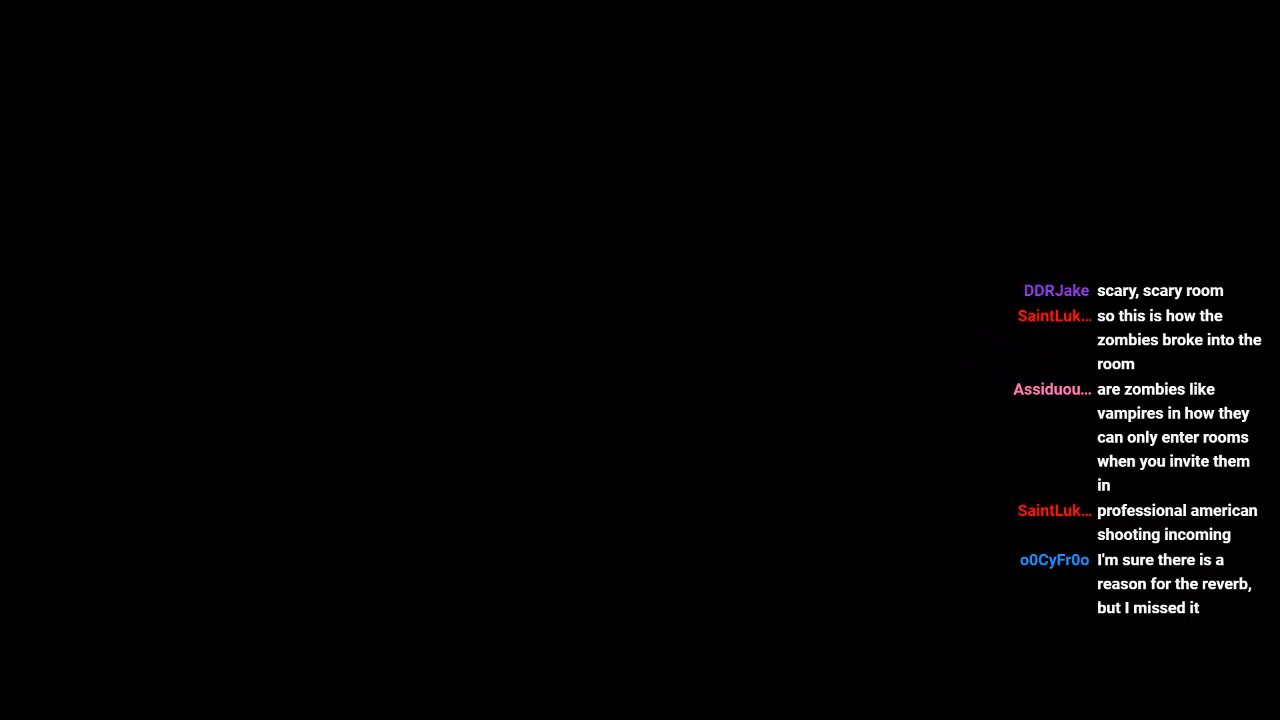 DDRJake scary, scary room
SaintLuk... so this is how the
zombies broke into the
room
Assiduou... are zombies like
vampires in how they
can only enter rooms
when you invite them
in
SaintLuk... professional american
shooting incoming
o0CyFr0o I'm sure there is a
reason for the reverb,
but I missed it